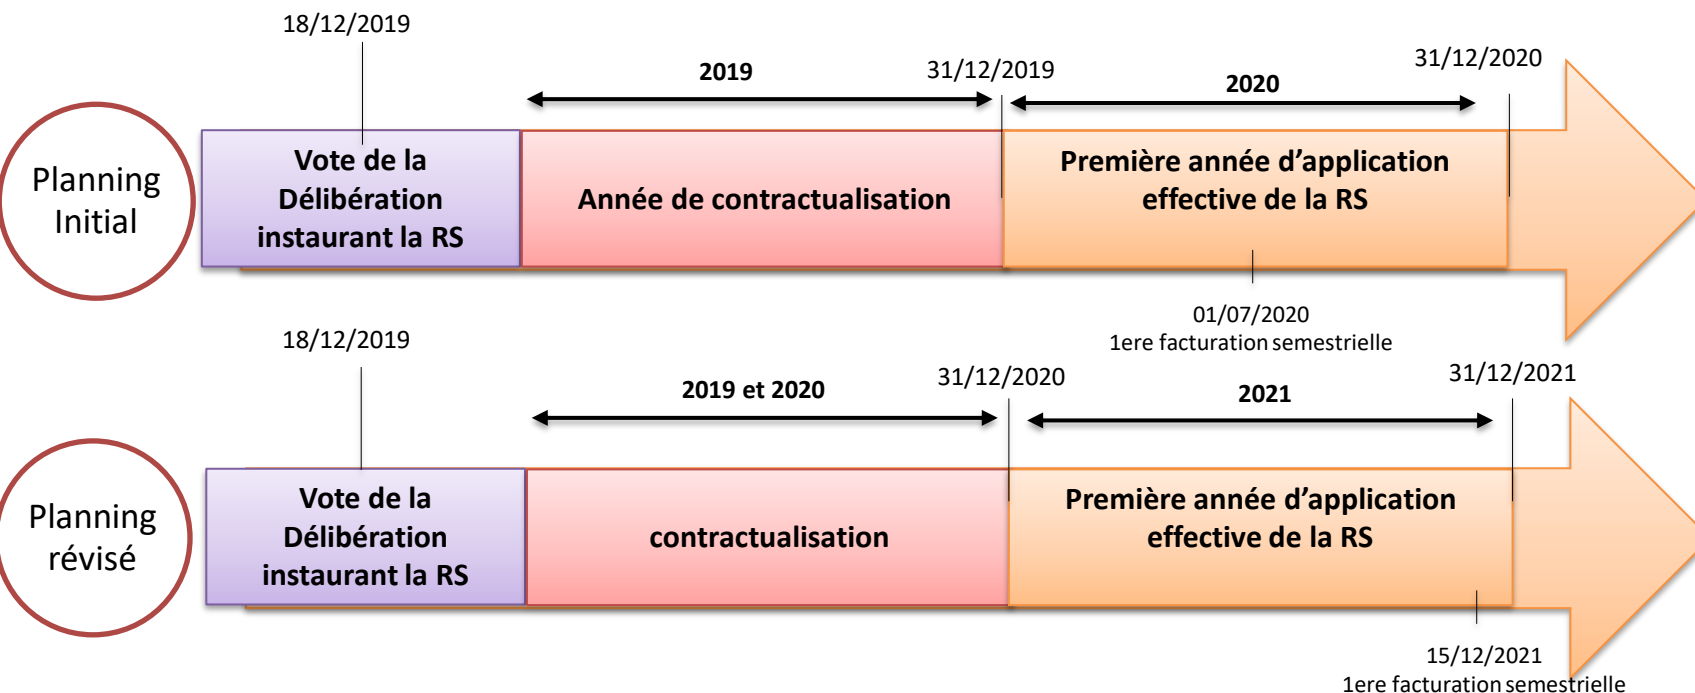 18/12/2019
2019
31/12/2019
2020
31/12/2020
Planning
Initial
Vote de la
Délibération
instaurant la RS
Année de contractualisation
Première année d’application
effective de la RS
01/07/2020
1ere facturation semestrielle
18/12/2019
2019 et 2020
31/12/2020
2021
31/12/2021
Planning
révisé
Vote de la
Délibération
instaurant la RS
contractualisation
Première année d’application
effective de la RS
15/12/2021
1ere facturation semestrielle